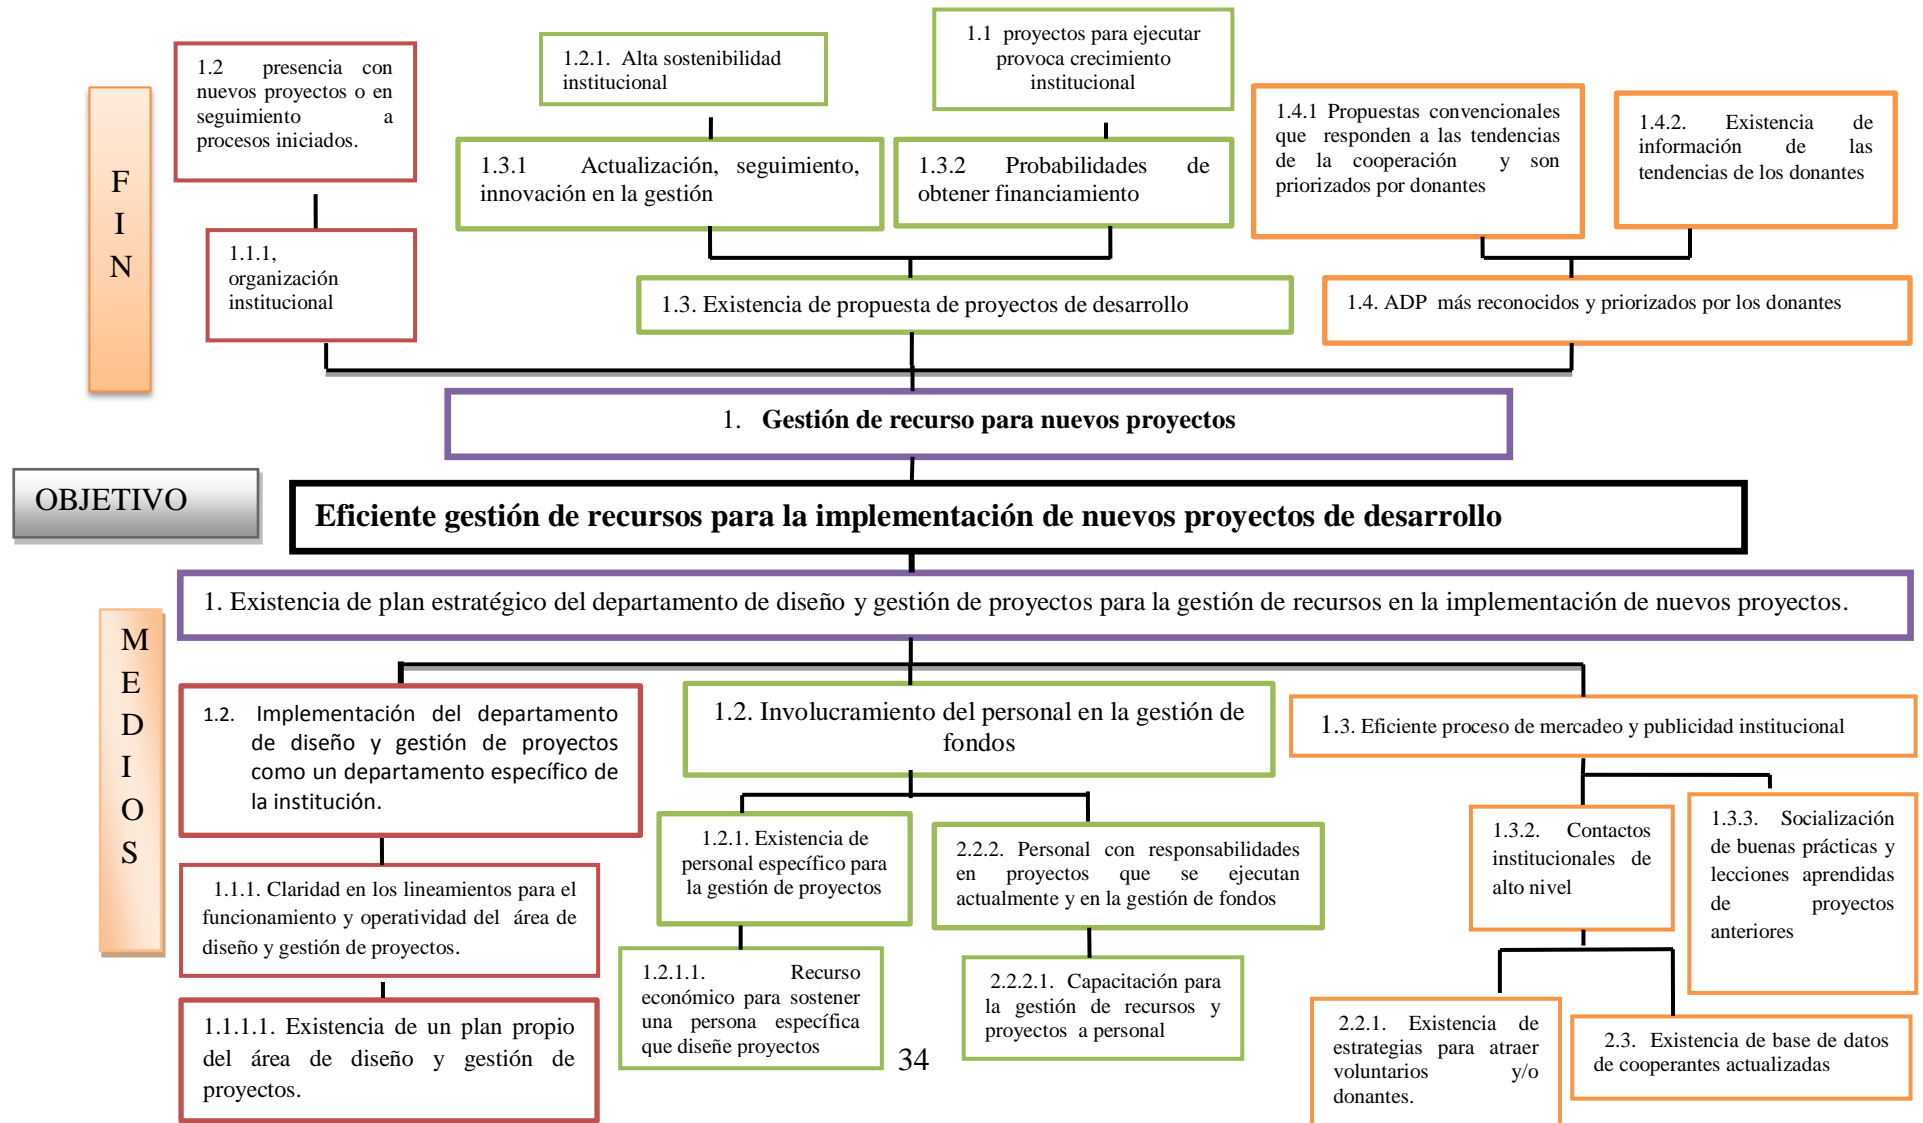 1.2 presencia con
nuevos proyectos o en
seguimiento a
procesos iniciados.
1.2.1. Alta sostenibilidad
institucional
1.1 proyectos para ejecutar
provoca crecimiento
institucional
1.4.1 Propuestas convencionales
que responden a las tendencias
de la cooperación y son
priorizados por donantes
1.4.2. Existencia de
información de las
tendencias de los donantes
F
I
N
1.3.1 Actualización, seguimiento,
innovación en la gestión
1.3.2 Probabilidades de
obtener financiamiento
1.1.1,
organización
institucional
1.3. Existencia de propuesta de proyectos de desarrollo
1.4. ADP más reconocidos y priorizados por los donantes
1. Gestión de recurso para nuevos proyectos
OBJETIVO
Eficiente gestión de recursos para la implementación de nuevos proyectos de desarrollo
1. Existencia de plan estratégico del departamento de diseño y gestión de proyectos para la gestión de recursos en la implementación de nuevos proyectos.
M
E
D
I
O
S
1.2. Implementación del departamento
de diseño y gestión de proyectos
como un departamento específico de
la institución.
1.2. Involucramiento del personal en la gestión de
fondos
1.3. Eficiente proceso de mercadeo y publicidad institucional
1.1.1. Claridad en los lineamientos para el
funcionamiento y operatividad del área de
diseño y gestión de proyectos.
1.2.1. Existencia de
personal específico para
la gestión de proyectos
2.2.2. Personal con responsabilidades
en proyectos que se ejecutan
actualmente y en la gestión de fondos
1.3.2. Contactos
institucionales de
alto nivel
1.3.3. Socialización
de buenas prácticas y
lecciones aprendidas
de proyectos
anteriores
1.1.1.1. Existencia de un plan propio
del área de diseño y gestión de
proyectos.
1.2.1.1. Recurso
económico para sostener
una persona específica
que diseñe proyectos
2.2.2.1. Capacitación para
la gestión de recursos y
proyectos a personal
2.2.1. Existencia de
estrategias para atraer
voluntarios y/o
donantes.
2.3. Existencia de base de datos
de cooperantes actualizadas
34